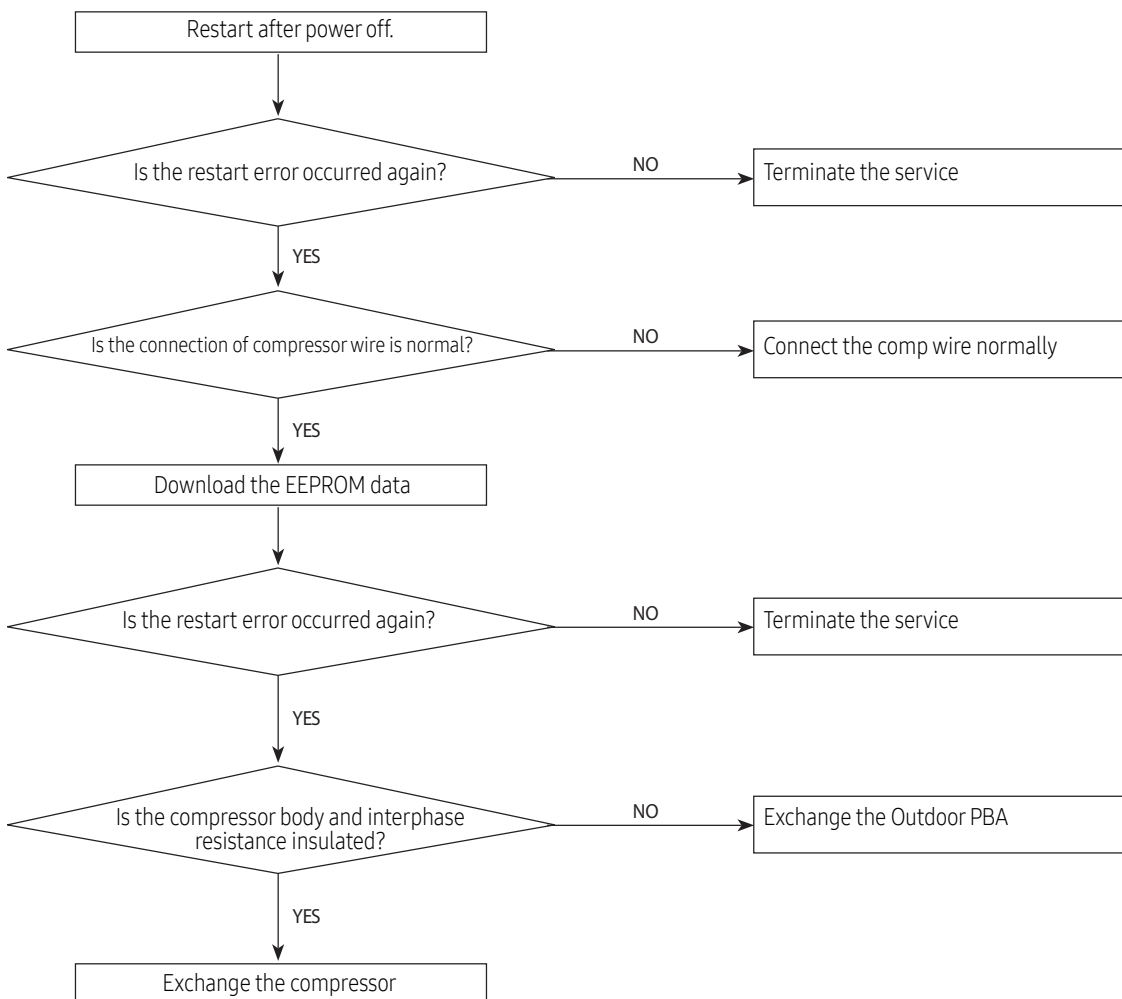 Restart after power off.
Is the restart error occurred again?
NO
Terminate the service
YES
Is the connection of compressor wire is normal?
NO
Connect the comp wire normally
YES
Download the EEPROM data
Is the restart error occurred again?
NO
Terminate the service
YES
Is the compressor body and interphase
resistance insulated?
NO
Exchange the Outdoor PBA
YES
Exchange the compressor